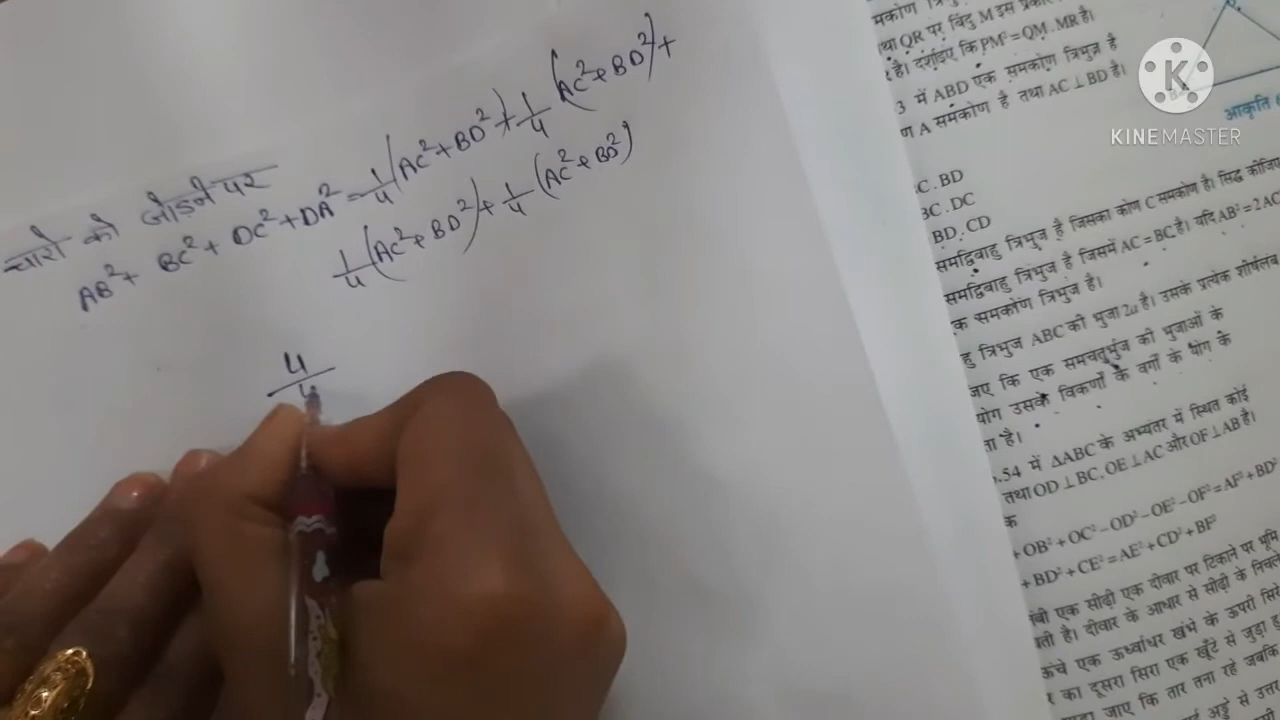 चारो को जोड़ने पर
AB²+ BC²+ DC²+DA² = 1/4(AC²+BD²)+ 1/4(AC²+BD²)+
1/4(AC²+BD²)+ 1/4(AC²+BD²)
4/4
समकोण
तथा QR पर बिंदु M इस प्रकार
है। दर्शाइए कि PM² = QM . MR है।
3 में ABD एक समकोण त्रिभुज है
ण A समकोण है तथा AC ⊥ BD है।
आकृति
C . BD
BC . DC
BD . CD
समद्विबाहु त्रिभुज है जिसका कोण C समकोण है। सिद्ध कीजिए
समद्विबाहु त्रिभुज है जिसमें AC = BC है। यदि AB² = 2AC
क समकोण त्रिभुज है।
हु त्रिभुज ABC की भुजा 2a है। उसके प्रत्येक शीर्षलंब
जिए कि एक समचतुर्भुज की भुजाओं के
योग उसके विकर्णों के वर्गों के योग के
ता है।
.54 में ΔABC के अभ्यंतर में स्थित कोई
तथा OD ⊥ BC, OE ⊥ AC और OF ⊥ AB है।
क
+ OB² + OC² – OD² – OE² – OF² = AF² + BD²
+ BD² + CE² = AE² + CD² + BF²
एक सीढ़ी एक दीवार पर टिकाने पर भूमि
ती है। दीवार के आधार से सीढ़ी के निचले
ऊँचे एक ऊर्ध्वाधर खंभे के ऊपरी सिरे
र का दूसरा सिरा एक खूँटे से जुड़ा हु
जाए कि तार तना रहे जबकि
अड्डे से उत्तर
K
KINEMASTER